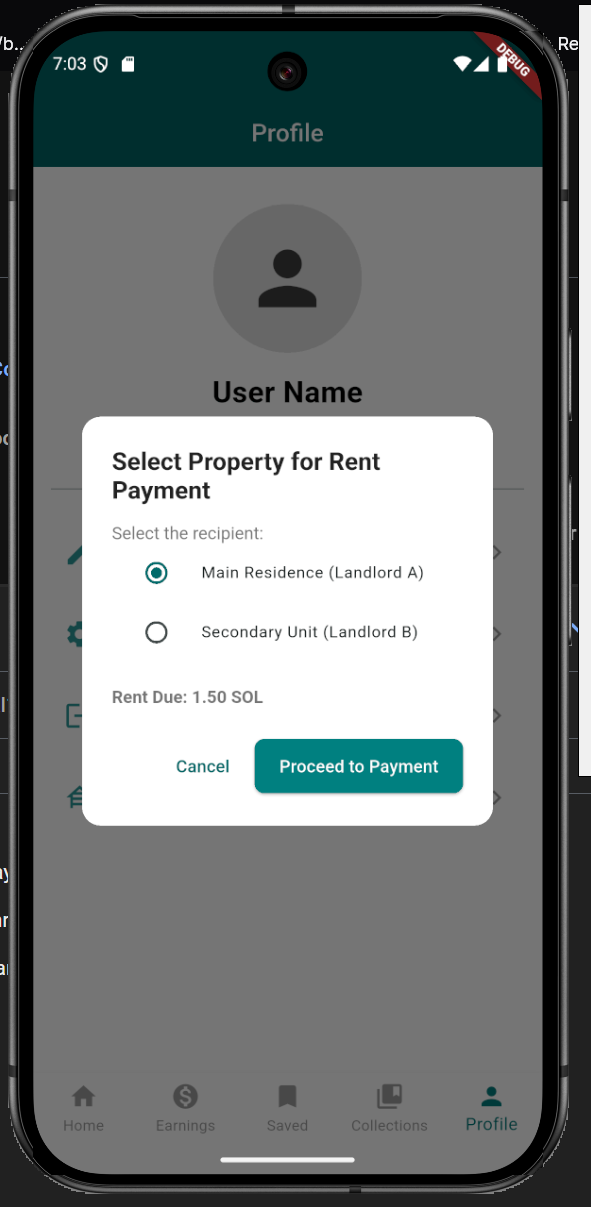 7:03
DEBUG
Re
Profile
User Name
Select Property for Rent
Payment
Select the recipient:
Main Residence (Landlord A)
Secondary Unit (Landlord B)
Rent Due: 1.50 SOL
Cancel
Proceed to Payment
Home
Earnings
Saved
Collections
Profile